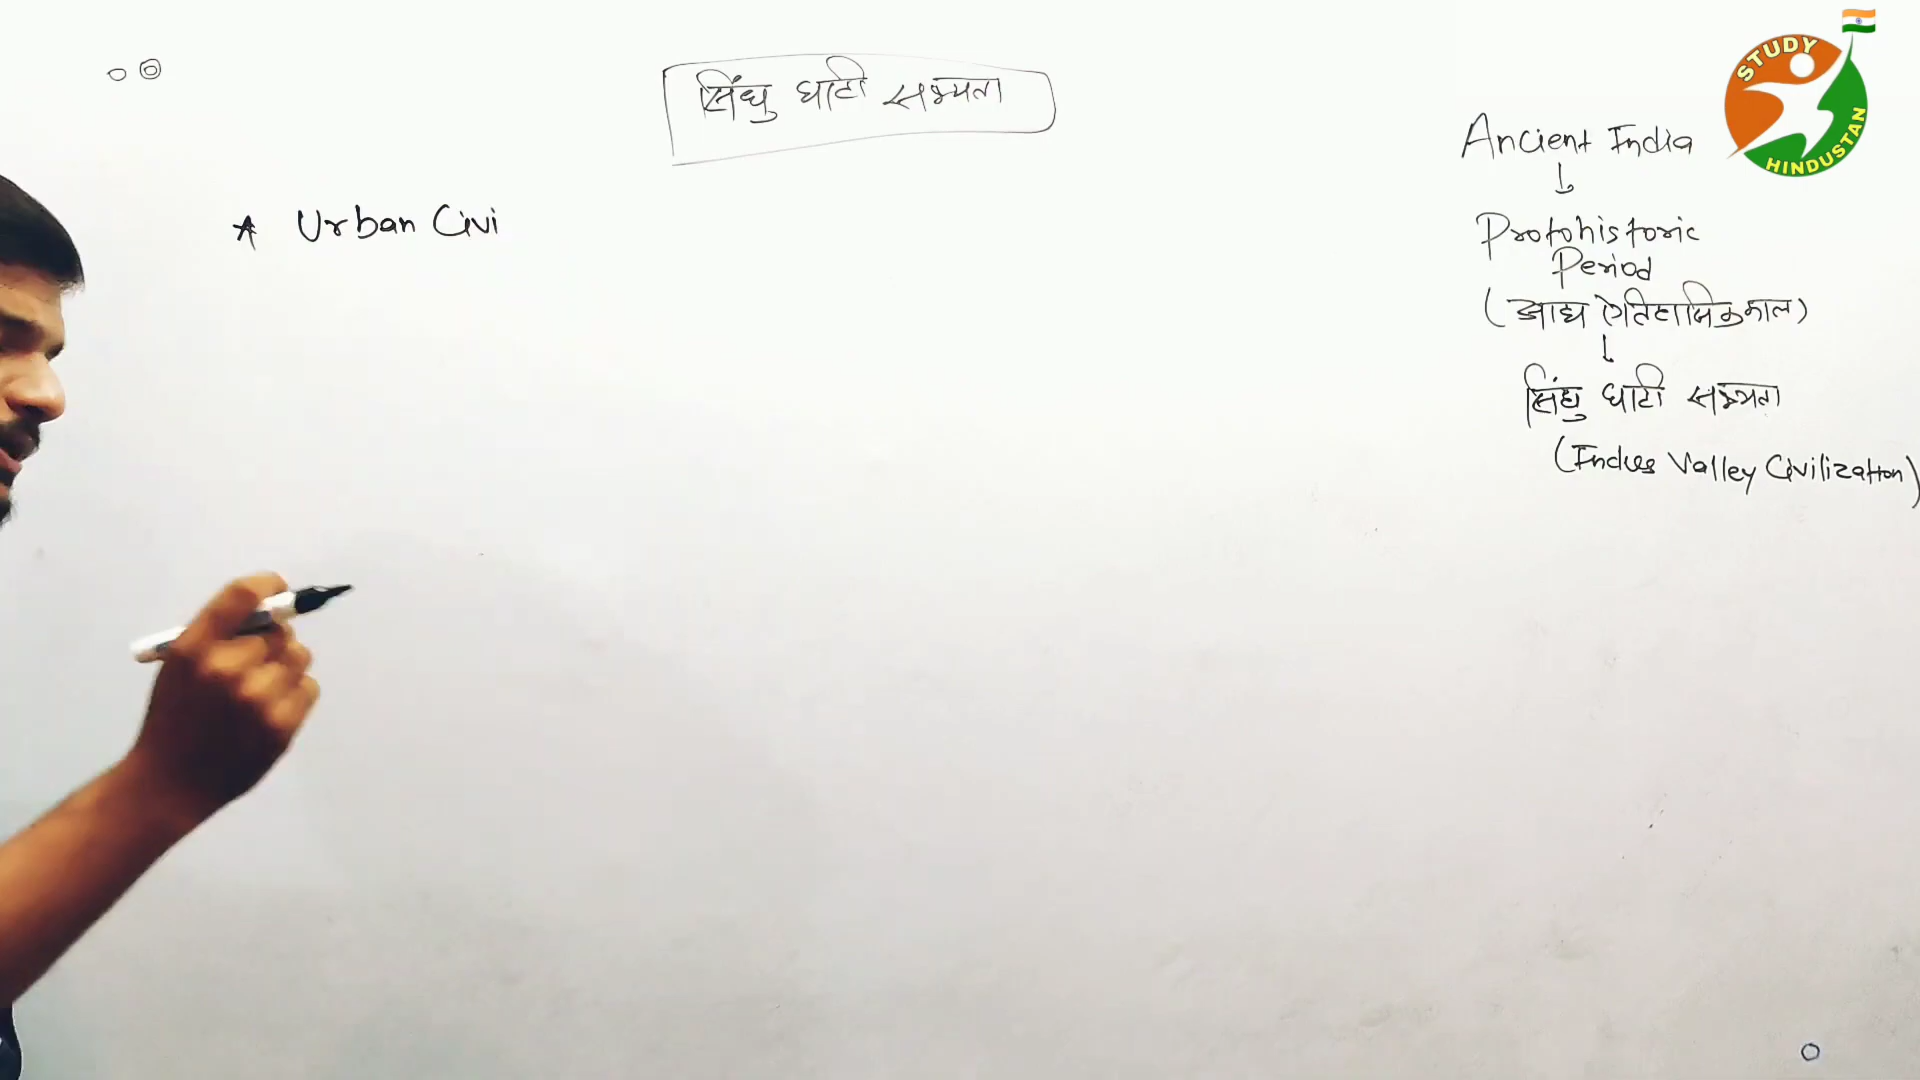 सिंधु घाटी सभ्यता
STUDY
HINDUSTAN
Ancient India
Protohistoric
Period
(आद्य ऐतिहासिक काल)
सिंधु घाटी सभ्यता
(Indus Valley Civilization)
* Urban Civi